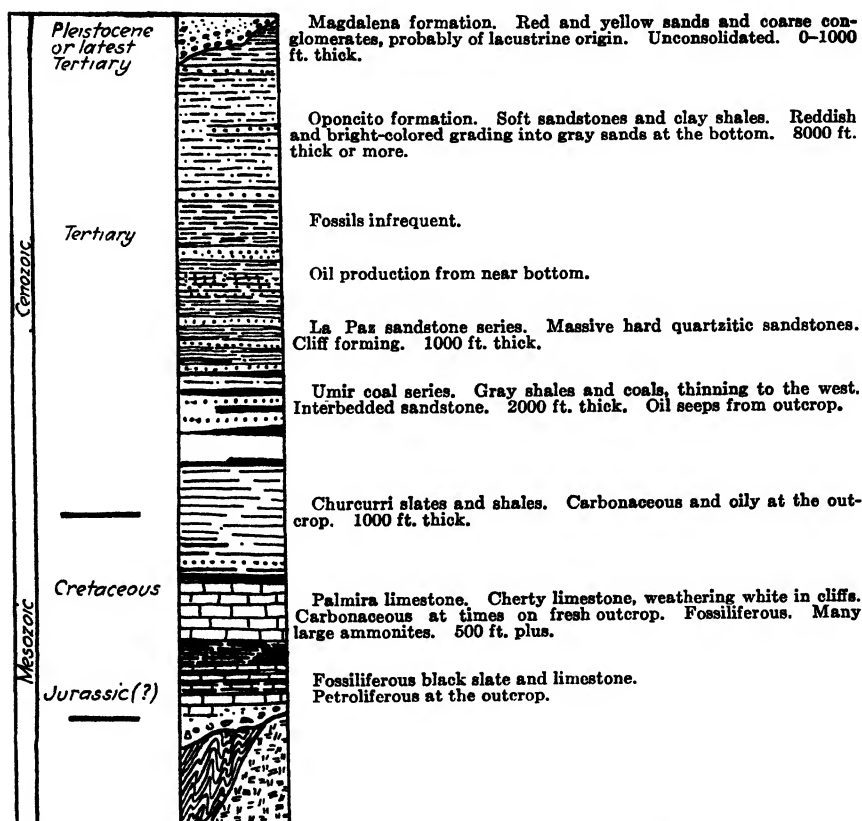 Cenozoic
Mesozoic
Pleistocene
or latest
Tertiary
Magdalena formation. Red and yellow sands and coarse con-
glomerates, probably of lacustrine origin. Unconsolidated. 0–1000
ft. thick.
Oponcito formation. Soft sandstones and clay shales. Reddish
and bright-colored grading into gray sands at the bottom. 8000 ft.
thick or more.
Tertiary
Fossils infrequent.
Oil production from near bottom.
La Paz sandstone series. Massive hard quartzitic sandstones.
Cliff forming. 1000 ft. thick.
Umir coal series. Gray shales and coals, thinning to the west.
Interbedded sandstone. 2000 ft. thick. Oil seeps from outcrop.
Churcurri slates and shales. Carbonaceous and oily at the out-
crop. 1000 ft. thick.
Cretaceous
Palmira limestone. Cherty limestone, weathering white in cliffs.
Carbonaceous at times on fresh outcrop. Fossiliferous. Many
large ammonites. 500 ft. plus.
Jurassic(?)
Fossiliferous black slate and limestone.
Petroliferous at the outcrop.